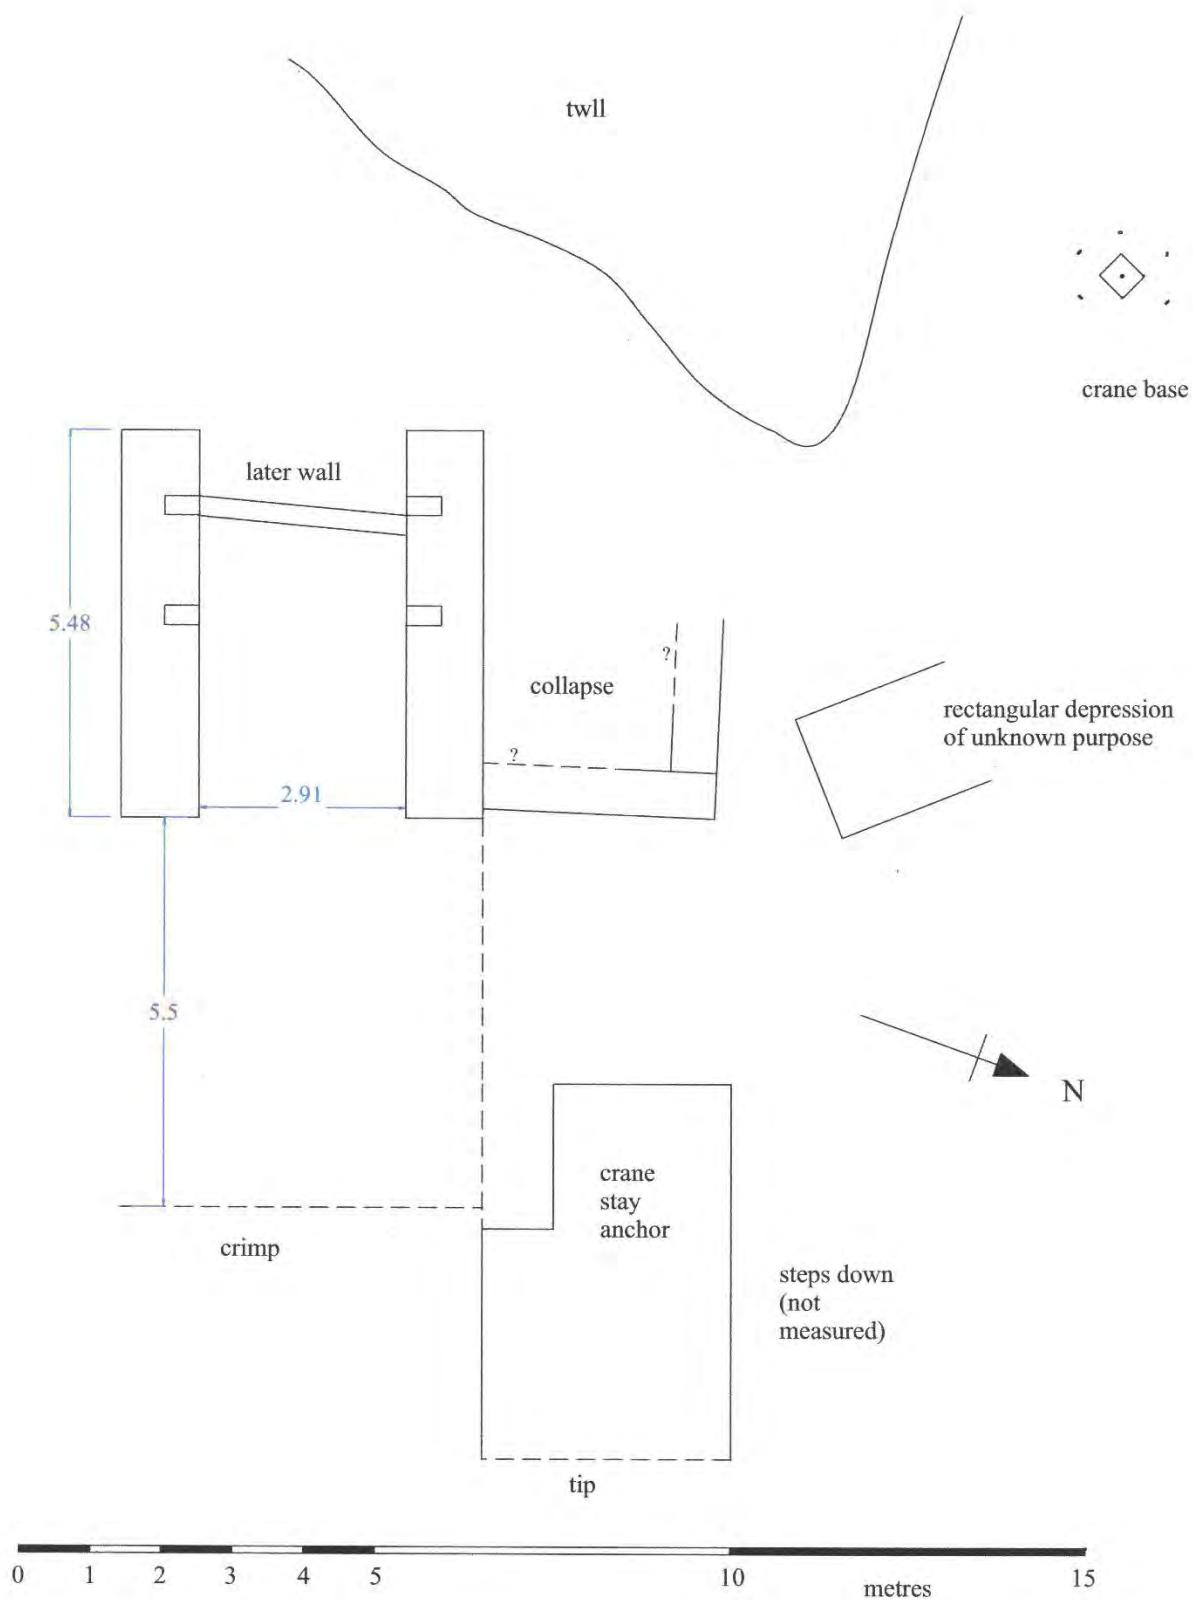 twll
crane base
later wall
5.48
collapse
?
?
rectangular depression
of unknown purpose
2.91
5.5
N
crane
stay
anchor
crimp
steps down
(not
measured)
tip
0 1 2 3 4 5 10 metres 15